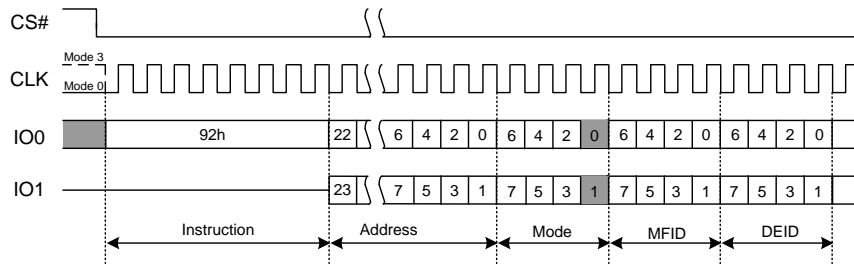 CS#
Mode 3
CLK
Mode 0
IO0 92h 22 6 4 2 0 6 4 2 0 6 4 2 0 6 4 2 0
IO1 23 7 5 3 1 7 5 3 1 7 5 3 1 7 5 3 1
Instruction Address Mode MFID DEID